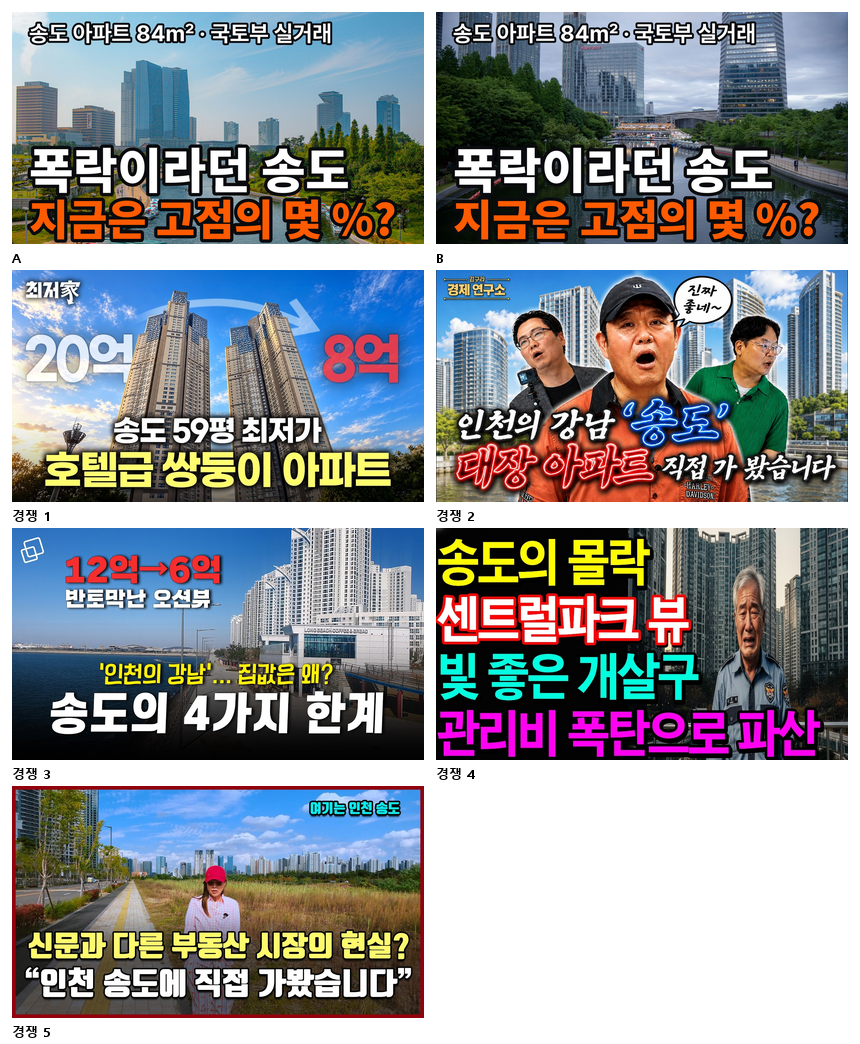 송도 아파트 84m² · 국토부 실거래
폭락이라던 송도
지금은 고점의 몇 %?
A
송도 아파트 84m² · 국토부 실거래
폭락이라던 송도
지금은 고점의 몇 %?
B
최저家
20억
8억
송도 59평 최저가
호텔급 쌍둥이 아파트
경쟁 1
김구라
경제 연구소
진짜
좋네~
인천의 강남 '송도'
대장 아파트 직접 가 봤습니다
HARLEY
DAVIDSON
경쟁 2
12억→6억
반토막난 오션뷰
LONG BEACH COFFEE & BREAD
'인천의 강남'... 집값은 왜?
송도의 4가지 한계
경쟁 3
송도의 몰락
센트럴파크 뷰
빛 좋은 개살구
관리비 폭탄으로 파산
경쟁 4
여기는 인천 송도
신문과 다른 부동산 시장의 현실?
“인천 송도에 직접 가봤습니다”
경쟁 5